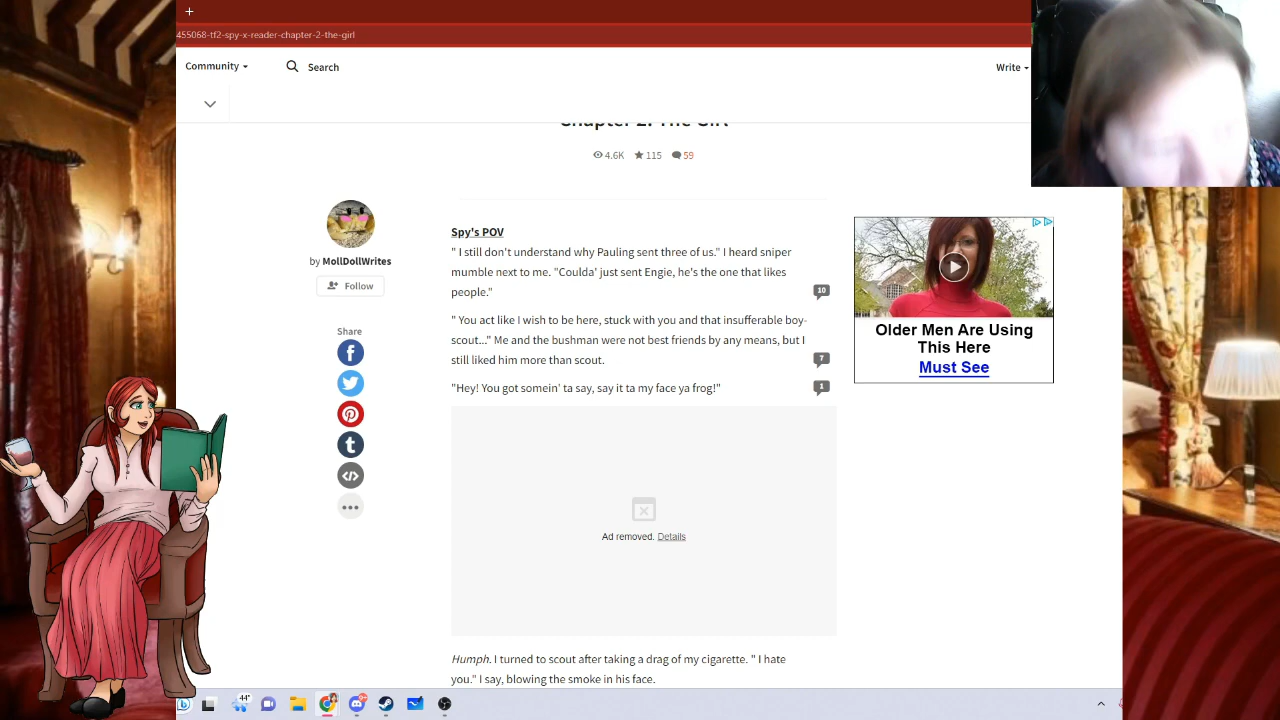 +
455068-tf2-spy-x-reader-chapter-2-the-girl
Community
Search
Write
Chapter 2: The Girl
4.6K 115 59
by MollDollWrites
Follow
Share
Spy's POV
" I still don't understand why Pauling sent three of us." I heard sniper
mumble next to me. "Coulda' just sent Engie, he's the one that likes
people."
10
" You act like I wish to be here, stuck with you and that insufferable boy-
scout..." Me and the bushman were not best friends by any means, but I
still liked him more than scout.
7
"Hey! You got somein' ta say, say it ta my face ya frog!"
1
Ad removed. Details
Humph. I turned to scout after taking a drag of my cigarette. " I hate
you." I say, blowing the smoke in his face.
Older Men Are Using
This Here
Must See
44°